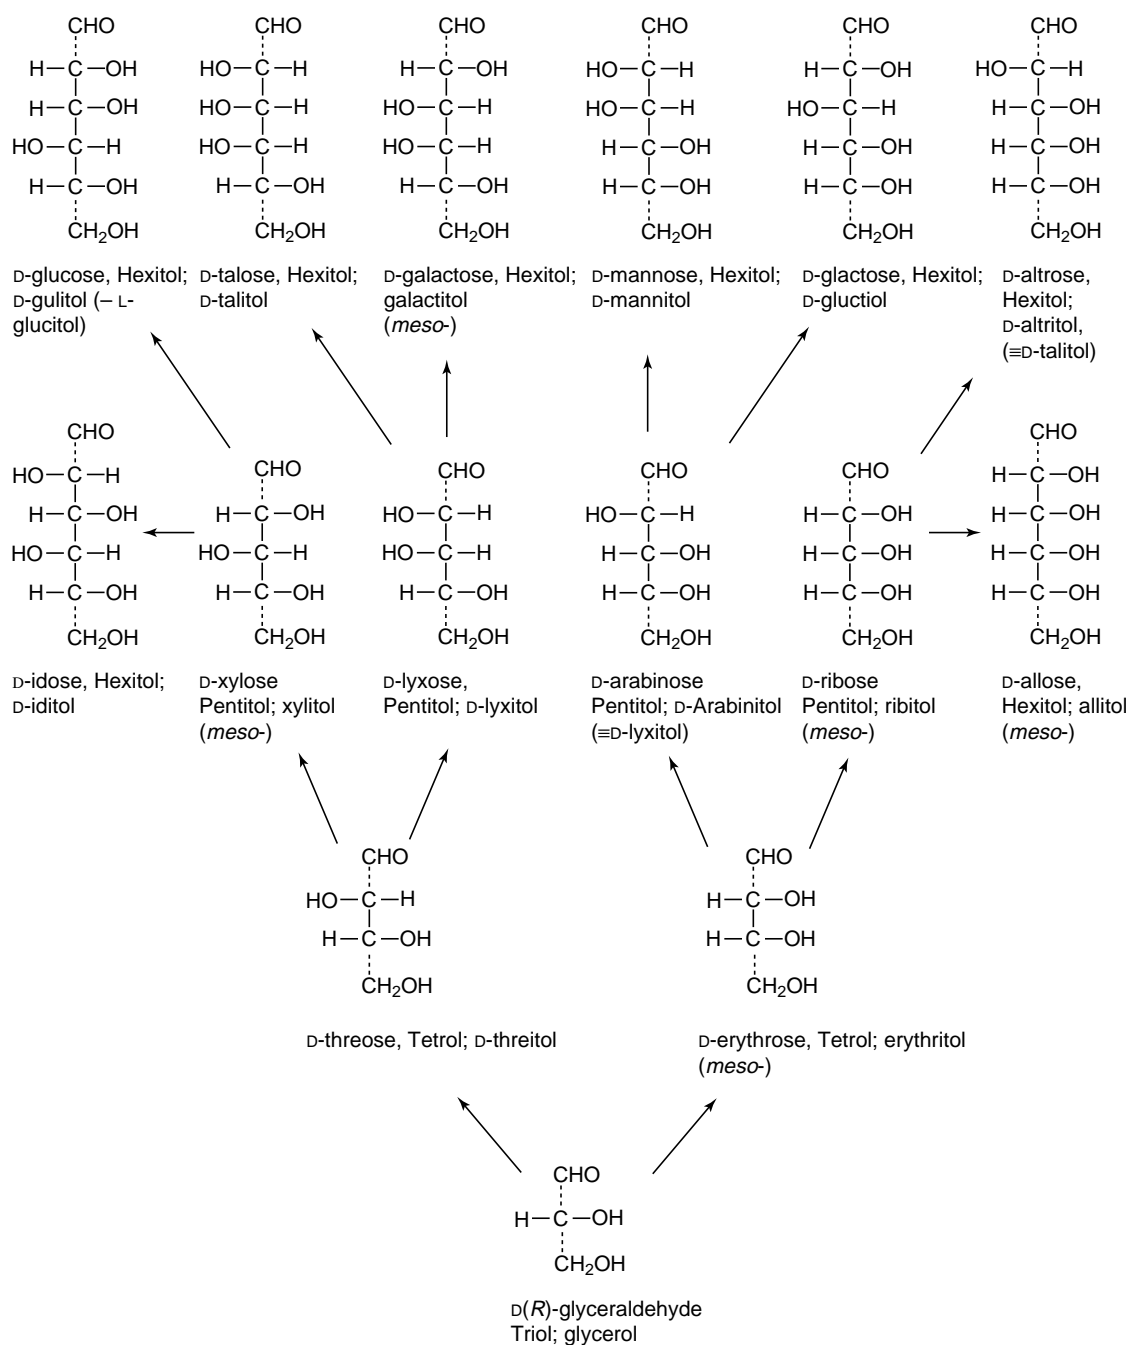 CHO
H—C—OH
H—C—OH
HO—C—H
H—C—OH
CH₂OH
D-glucose, Hexitol;
D-gulitol (– L-
glucitol)
CHO
HO—C—H
HO—C—H
HO—C—H
H—C—OH
CH₂OH
D-talose, Hexitol;
D-talitol
CHO
H—C—OH
HO—C—H
HO—C—H
H—C—OH
CH₂OH
D-galactose, Hexitol;
galactitol
(meso-)
CHO
HO—C—H
HO—C—H
H—C—OH
H—C—OH
CH₂OH
D-mannose, Hexitol;
D-mannitol
CHO
H—C—OH
HO—C—H
H—C—OH
H—C—OH
CH₂OH
D-glactose, Hexitol;
D-gluctiol
CHO
HO—C—H
H—C—OH
H—C—OH
H—C—OH
CH₂OH
D-altrose,
Hexitol;
D-altritol,
(≡D-talitol)
CHO
HO—C—H
H—C—OH
HO—C—H
H—C—OH
CH₂OH
D-idose, Hexitol;
D-iditol
CHO
H—C—OH
HO—C—H
H—C—OH
CH₂OH
D-xylose
Pentitol; xylitol
(meso-)
CHO
HO—C—H
HO—C—H
H—C—OH
CH₂OH
D-lyxose,
Pentitol; D-lyxitol
CHO
HO—C—H
H—C—OH
H—C—OH
CH₂OH
D-arabinose
Pentitol; D-Arabinitol
(≡D-lyxitol)
CHO
H—C—OH
H—C—OH
H—C—OH
CH₂OH
D-ribose
Pentitol; ribitol
(meso-)
CHO
H—C—OH
H—C—OH
H—C—OH
H—C—OH
CH₂OH
D-allose,
Hexitol; allitol
(meso-)
CHO
HO—C—H
H—C—OH
CH₂OH
D-threose, Tetrol; D-threitol
CHO
H—C—OH
H—C—OH
CH₂OH
D-erythrose, Tetrol; erythritol
(meso-)
CHO
H—C—OH
CH₂OH
D(R)-glyceraldehyde
Triol; glycerol